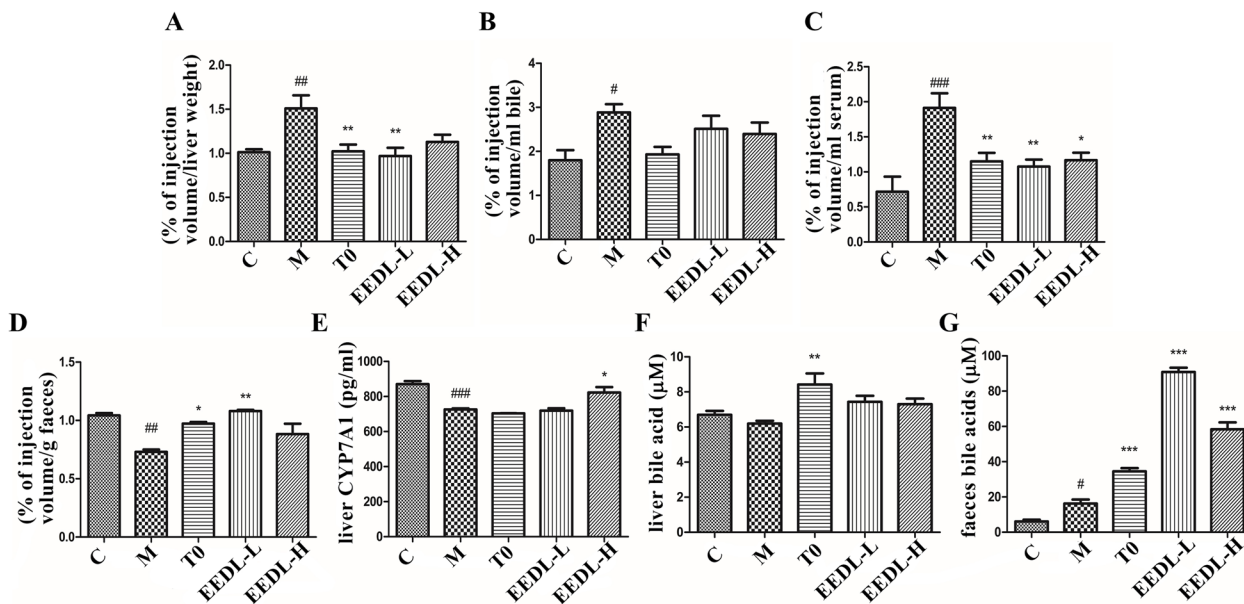 A
(% of injection
volume/liver weight)
2.0
1.5
1.0
0.5
0.0
##
**
**
C
M
T0
EEDL-L
EEDL-H
B
(% of injection
volume/ml bile)
4
3
2
1
0
#
C
M
T0
EEDL-L
EEDL-H
C
(% of injection
volume/ml serum)
2.5
2.0
1.5
1.0
0.5
0.0
###
**
**
*
C
M
T0
EEDL-L
EEDL-H
D
(% of injection
volume/g faeces)
1.5
1.0
0.5
0.0
##
*
**
C
M
T0
EEDL-L
EEDL-H
E
liver CYP7A1 (pg/ml)
1000
800
600
400
200
0
###
*
C
M
T0
EEDL-L
EEDL-H
F
liver bile acid (μM)
10
8
6
4
2
0
**
C
M
T0
EEDL-L
EEDL-H
G
faeces bile acids (μM)
100
80
60
40
20
0
#
***
***
***
C
M
T0
EEDL-L
EEDL-H